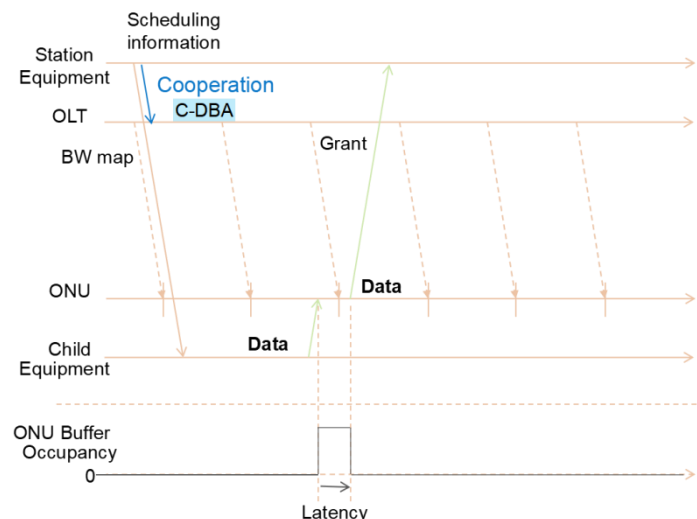 Scheduling
information
Station
Equipment
Cooperation
C-DBA
OLT
BW map
Grant
ONU
Data
Data
Child
Equipment
ONU Buffer
Occupancy
0
Latency